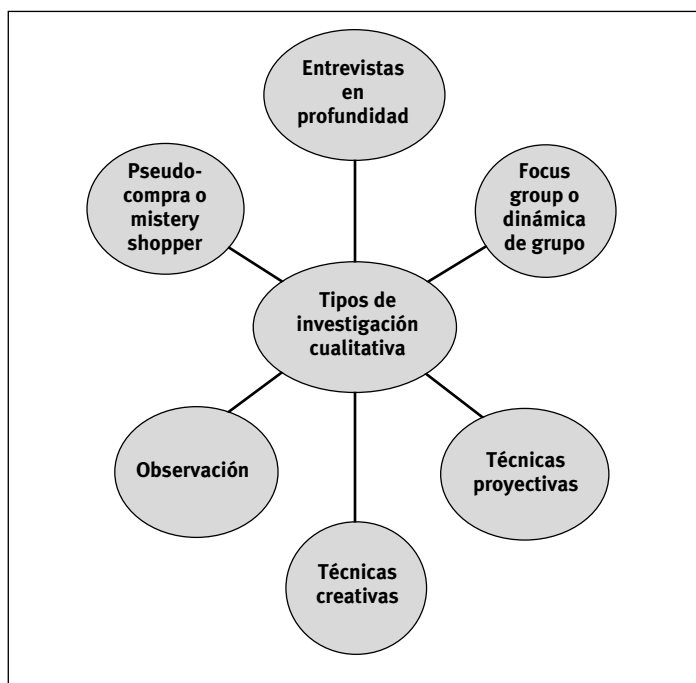 Entrevistas
en
profundidad
Pseudo-
compra o
mistery
shopper
Focus
group o
dinámica
de grupo
Tipos de
investigación
cualitativa
Observación
Técnicas
proyectivas
Técnicas
creativas